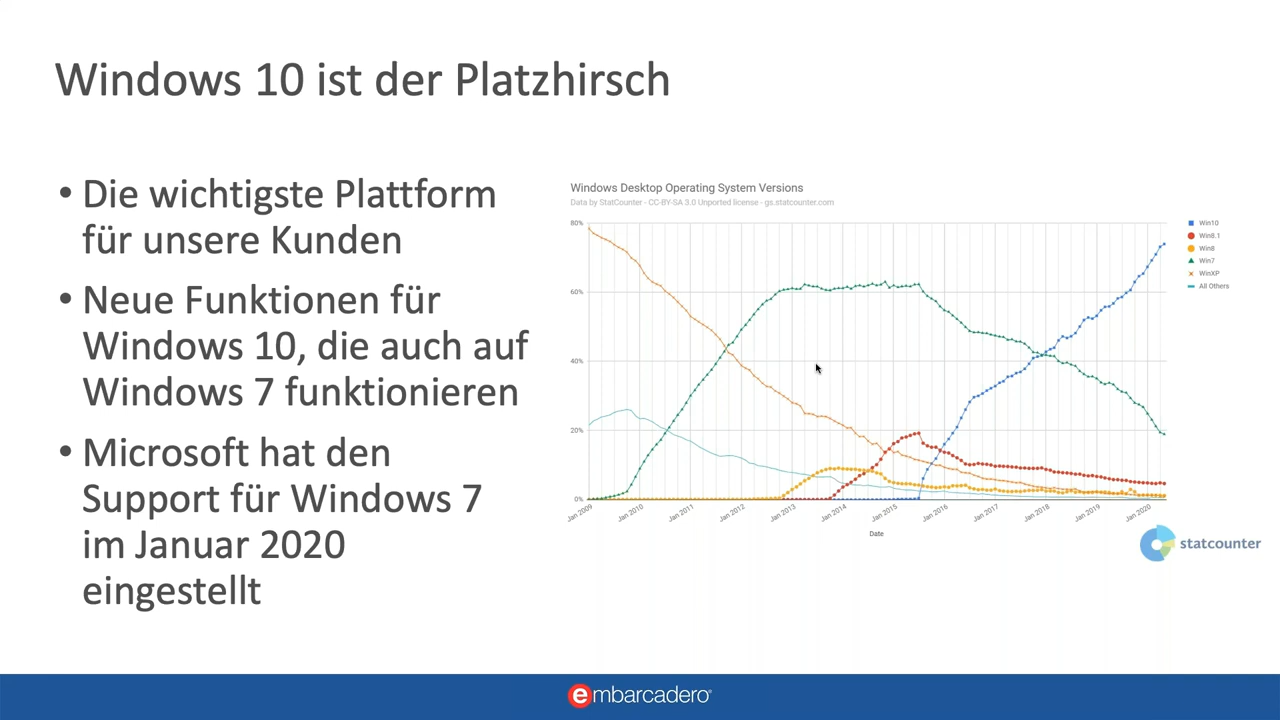 Windows 10 ist der Platzhirsch
• Die wichtigste Plattform
für unsere Kunden
• Neue Funktionen für
Windows 10, die auch auf
Windows 7 funktionieren
• Microsoft hat den
Support für Windows 7
im Januar 2020
eingestellt
Windows Desktop Operating System Versions
Data by StatCounter - CC-BY-SA 3.0 Unported license - gs.statcounter.com
80%
60%
40%
20%
0%
Jan 2009
Jan 2010
Jan 2011
Jan 2012
Jan 2013
Jan 2014
Jan 2015
Jan 2016
Jan 2017
Jan 2018
Jan 2019
Jan 2020
Date
Win10
Win8.1
Win8
Win7
WinXP
All Others
statcounter
embarcadero®